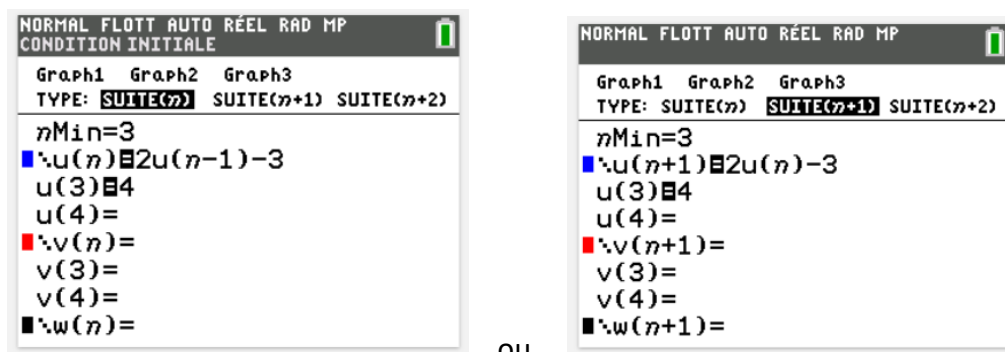 NORMAL FLOTT AUTO RÉEL RAD MP
CONDITION INITIALE
Graph1 Graph2 Graph3
TYPE: SUITE(n) SUITE(n+1) SUITE(n+2)
nMin=3
u(n)=2u(n-1)-3
u(3)=4
u(4)=
v(n)=
v(3)=
v(4)=
w(n)=
ou
NORMAL FLOTT AUTO RÉEL RAD MP
Graph1 Graph2 Graph3
TYPE: SUITE(n) SUITE(n+1) SUITE(n+2)
nMin=3
u(n+1)=2u(n)-3
u(3)=4
u(4)=
v(n+1)=
v(3)=
v(4)=
w(n+1)=